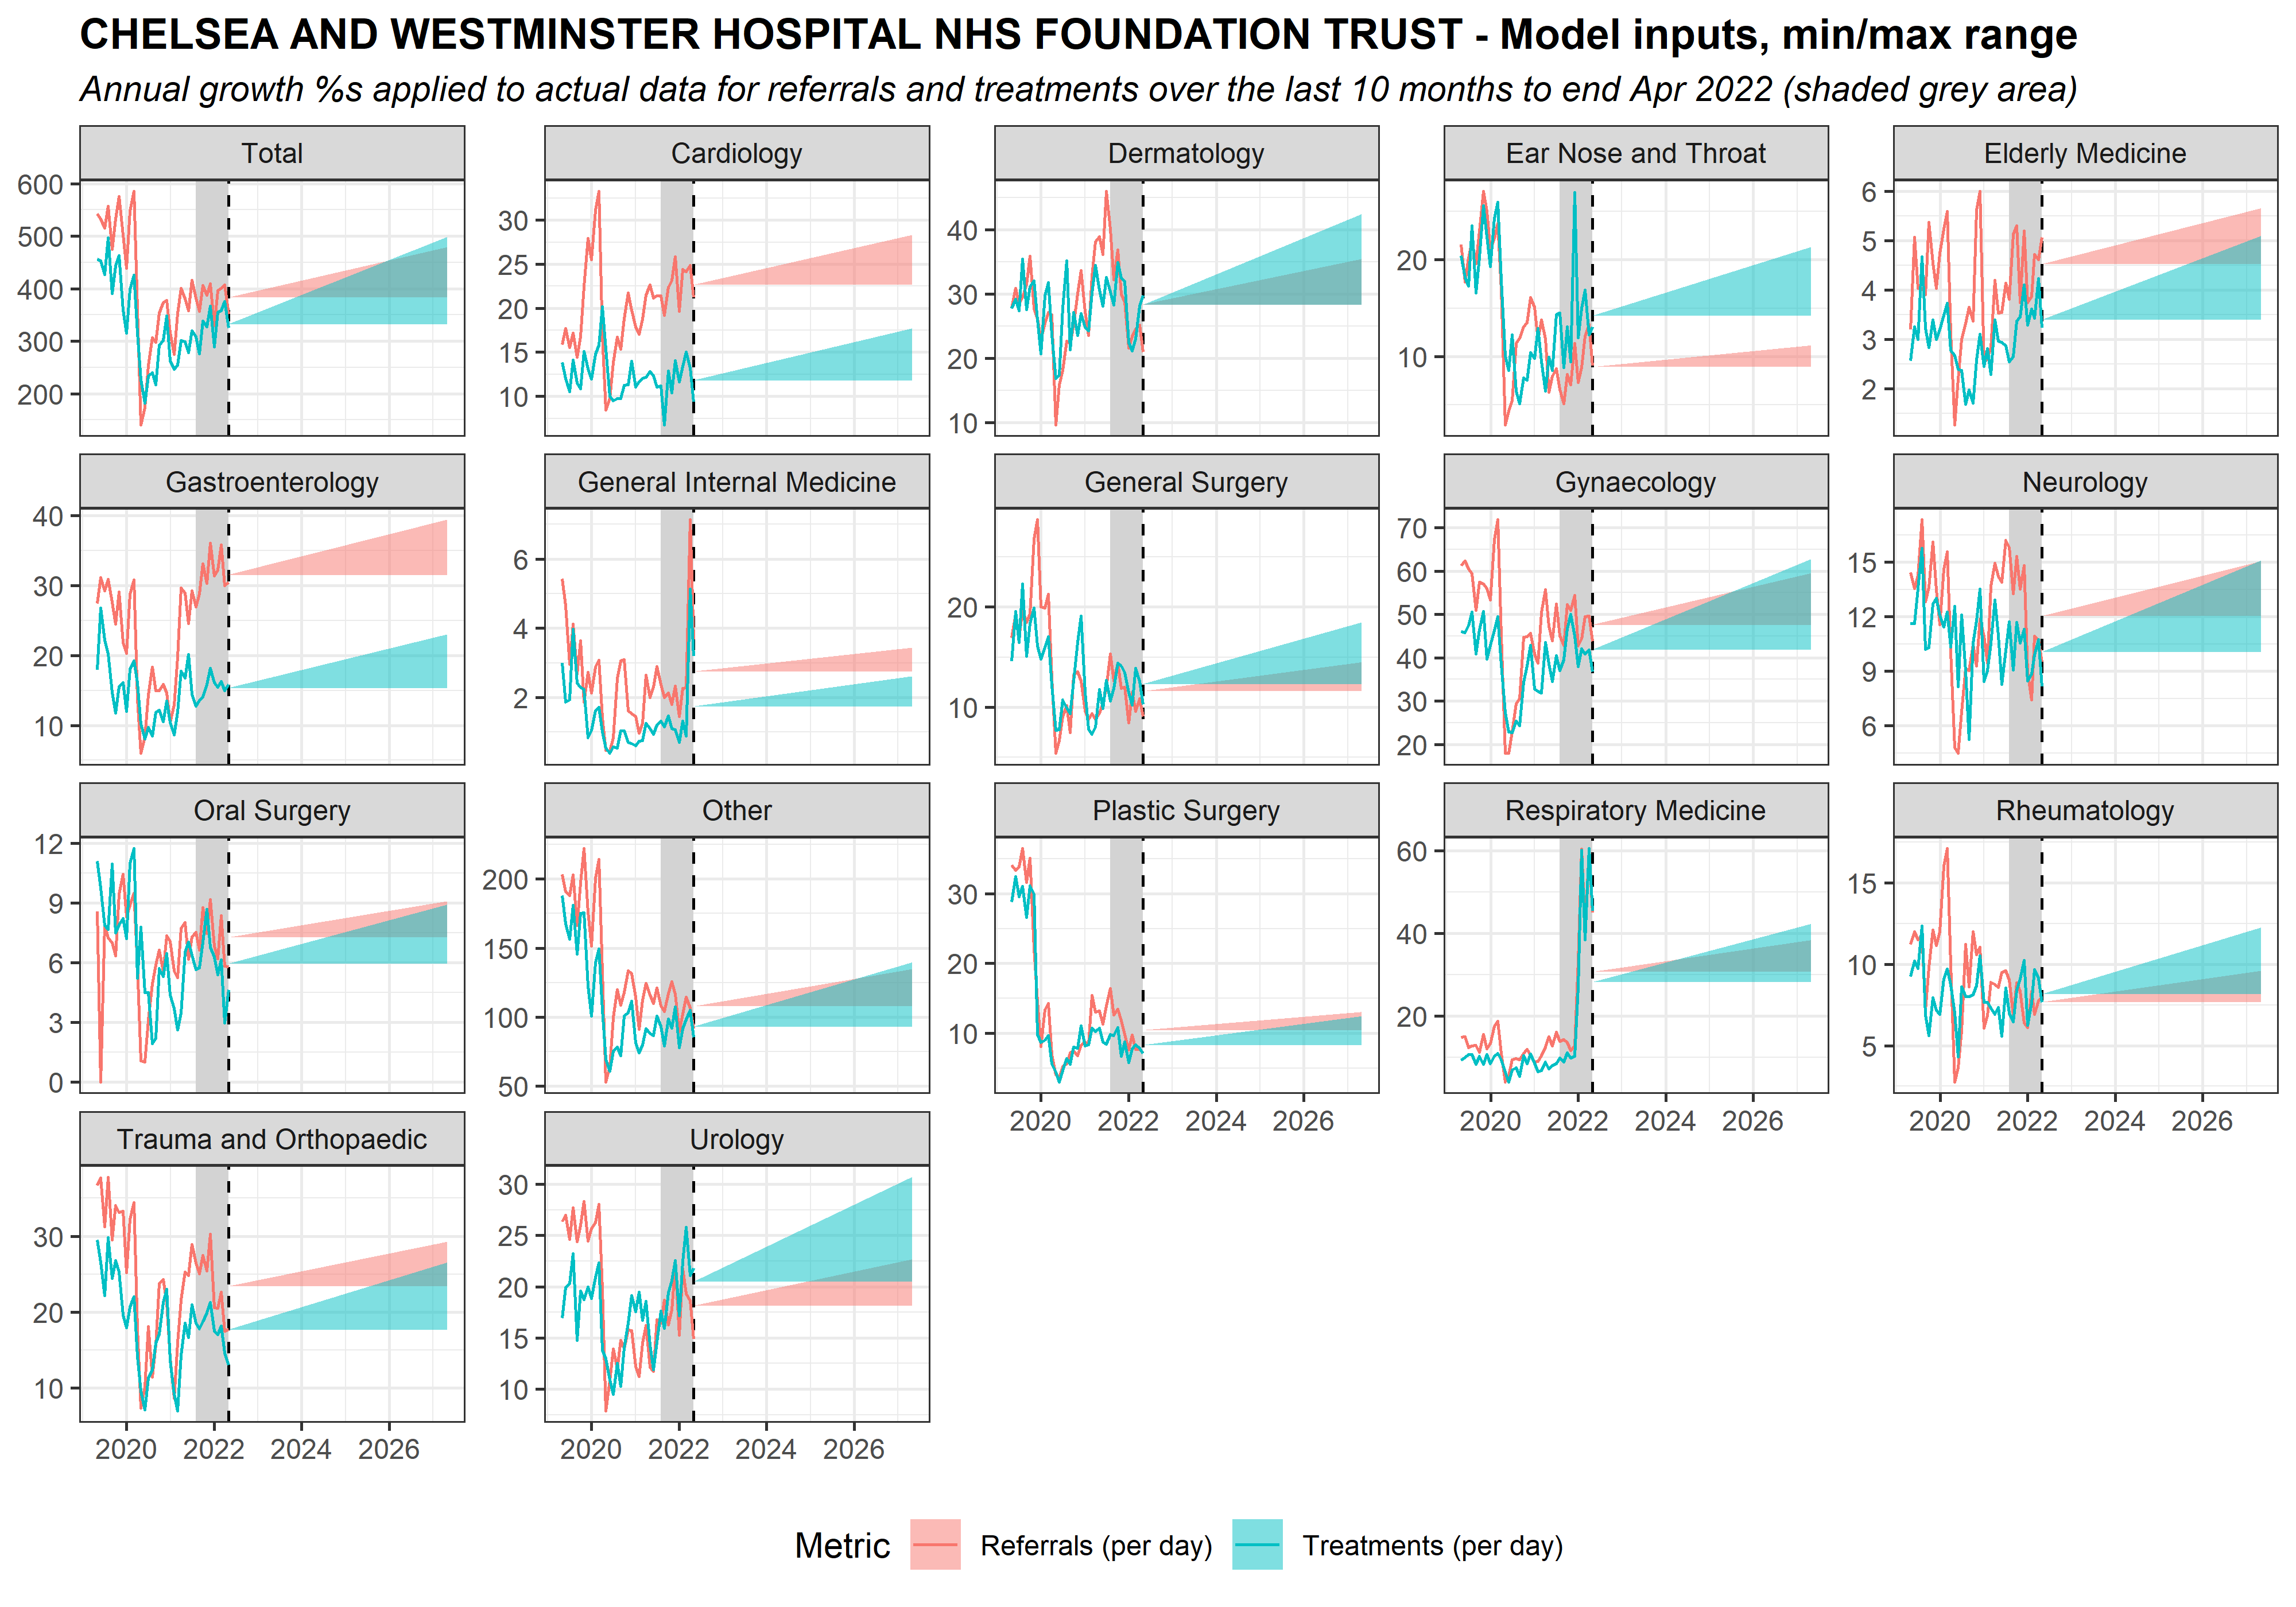 CHELSEA AND WESTMINSTER HOSPITAL NHS FOUNDATION TRUST - Model inputs, min/max range
Annual growth %s applied to actual data for referrals and treatments over the last 10 months to end Apr 2022 (shaded grey area)
Total
Cardiology
Dermatology
Ear Nose and Throat
Elderly Medicine
600
500
400
300
200
30
25
20
15
10
40
30
20
10
20
10
6
5
4
3
2
Gastroenterology
General Internal Medicine
General Surgery
Gynaecology
Neurology
40
30
20
10
6
4
2
20
10
70
60
50
40
30
20
15
12
9
6
Oral Surgery
Other
Plastic Surgery
Respiratory Medicine
Rheumatology
12
9
6
3
0
200
150
100
50
30
20
10
60
40
20
15
10
5
2020 2022 2024 2026
2020 2022 2024 2026
2020 2022 2024 2026
Trauma and Orthopaedic
Urology
30
20
10
30
25
20
15
10
2020 2022 2024 2026
2020 2022 2024 2026
Metric Referrals (per day) Treatments (per day)